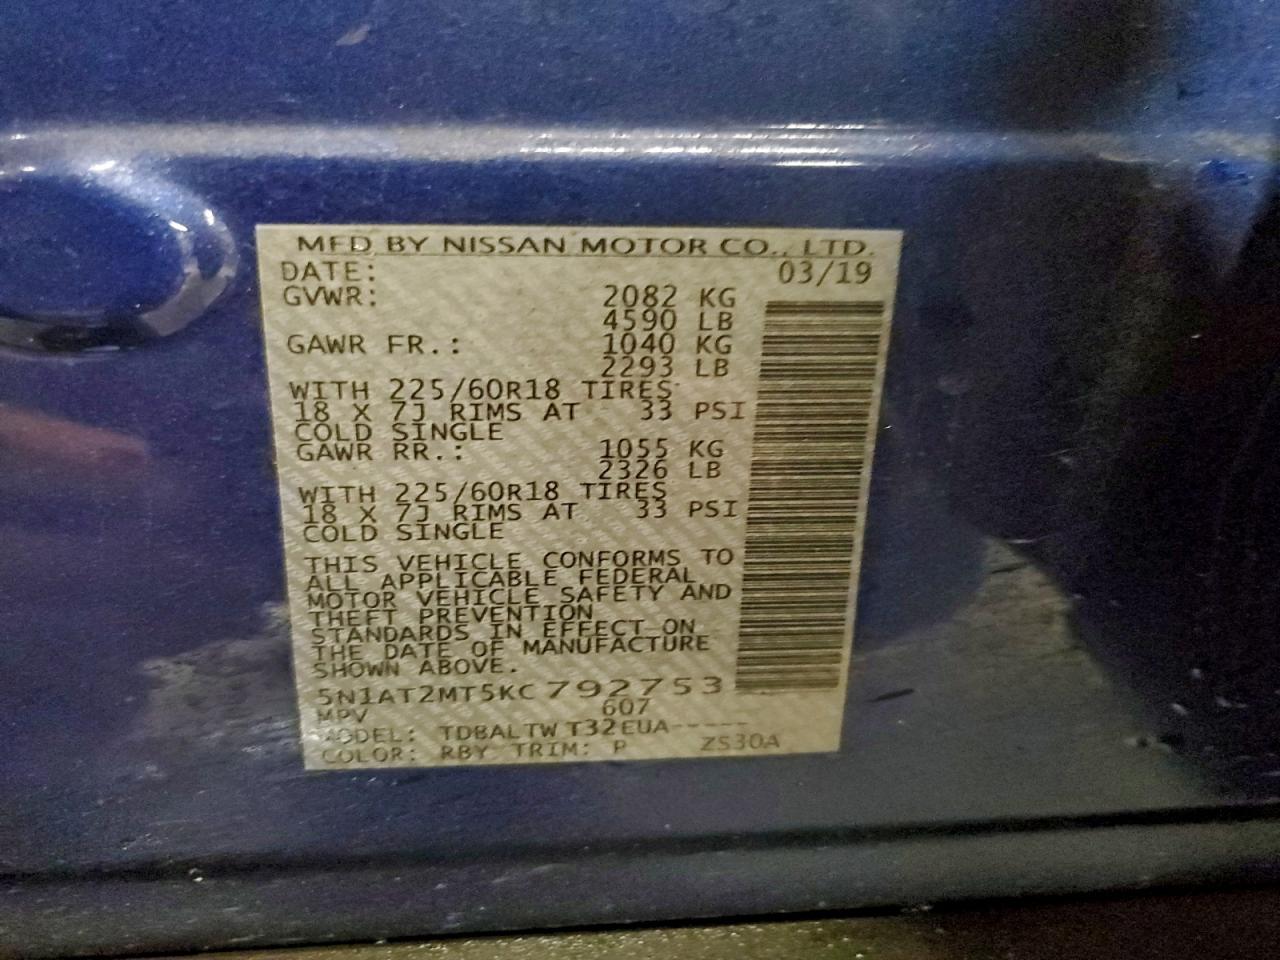 MFD BY NISSAN MOTOR CO., LTD.
DATE: 03/19
GVWR: 2082 KG
4590 LB
GAWR FR.: 1040 KG
2293 LB
WITH 225/60R18 TIRES
18 X 7J RIMS AT 33 PSI
COLD SINGLE
GAWR RR.: 1055 KG
2326 LB
WITH 225/60R18 TIRES
18 X 7J RIMS AT 33 PSI
COLD SINGLE
THIS VEHICLE CONFORMS TO
ALL APPLICABLE FEDERAL
MOTOR VEHICLE SAFETY AND
THEFT PREVENTION
STANDARDS IN EFFECT ON
THE DATE OF MANUFACTURE
SHOWN ABOVE.
5N1AT2MT5KC792753
MPV 607
MODEL: TDBALTW T32EUA-----
COLOR: RBY TRIM: P ZS30A